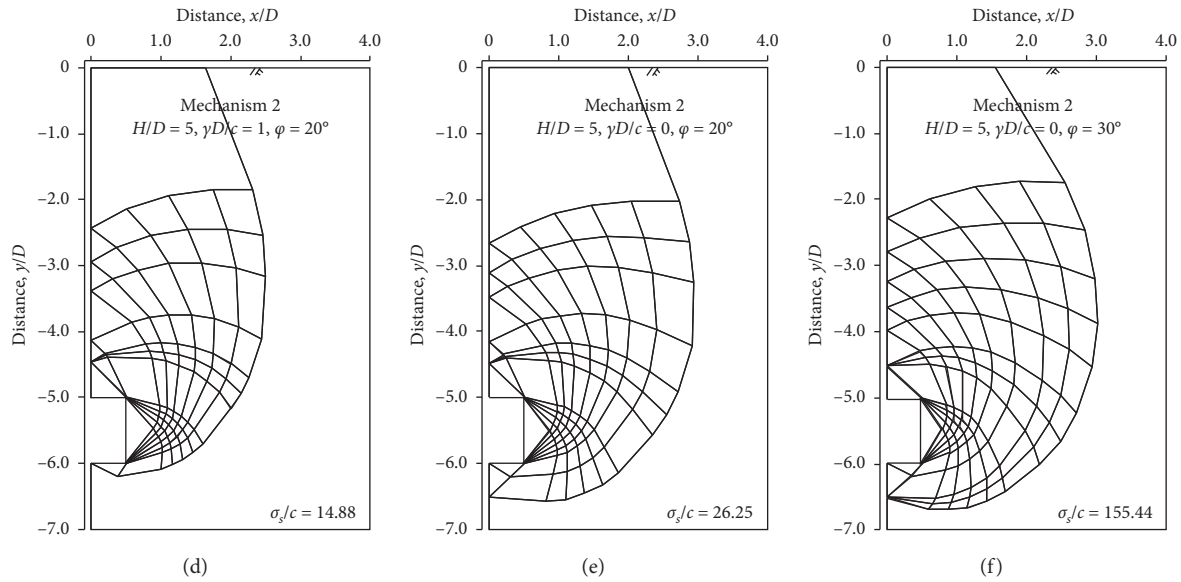 Distance, x/D
0 1.0 2.0 3.0 4.0
0
–1.0
–2.0
–3.0
–4.0
–5.0
–6.0
–7.0
Distance, y/D
Mechanism 2
H/D = 5, γD/c = 1, φ = 20°
σs/c = 14.88
(d)
Distance, x/D
0 1.0 2.0 3.0 4.0
0
–1.0
–2.0
–3.0
–4.0
–5.0
–6.0
–7.0
Distance, y/D
Mechanism 2
H/D = 5, γD/c = 0, φ = 20°
σs/c = 26.25
(e)
Distance, x/D
0 1.0 2.0 3.0 4.0
0
–1.0
–2.0
–3.0
–4.0
–5.0
–6.0
–7.0
Distance, y/D
Mechanism 2
H/D = 5, γD/c = 0, φ = 30°
σs/c = 155.44
(f)